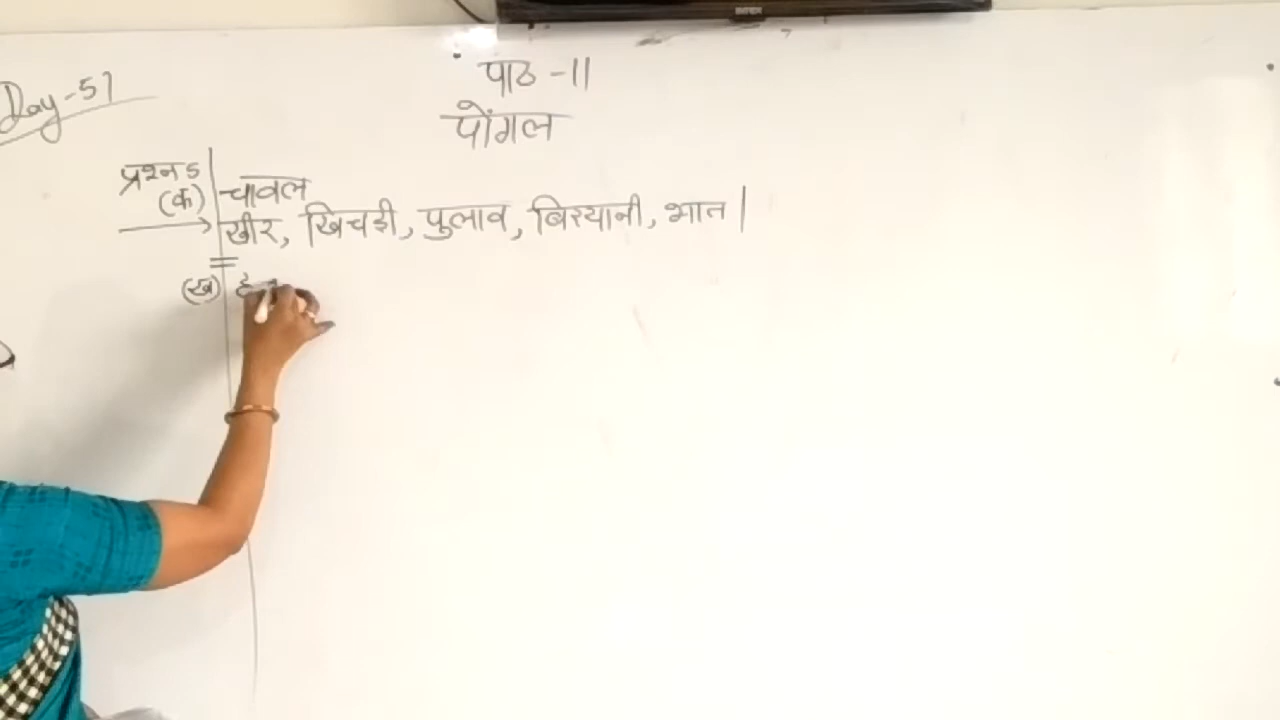 Day-51
पाठ -11
पोंगल
प्रश्न 5
(क) चावल
→ खीर, खिचड़ी, पुलाव, बिरयानी, भात |
(ख)